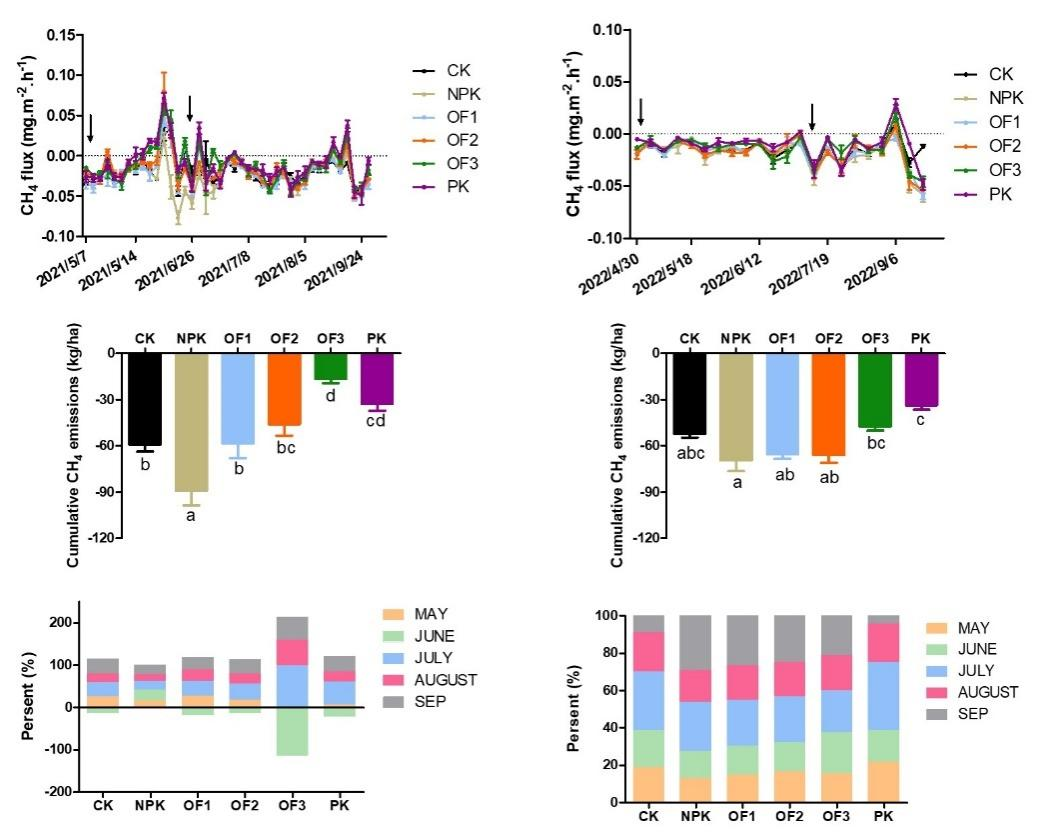 0.15
0.10
0.05
0.00
-0.05
-0.10
CH4 flux (mg.m-2.h-1)
2021/5/7
2021/5/14
2021/6/26
2021/7/8
2021/8/5
2021/9/24
CK
NPK
OF1
OF2
OF3
PK
0.10
0.05
0.00
-0.05
-0.10
CH4 flux (mg.m-2.h-1)
2022/4/30
2022/5/18
2022/6/12
2022/7/19
2022/9/6
CK
NPK
OF1
OF2
OF3
PK
CK NPK OF1 OF2 OF3 PK
0
-30
-60
-90
-120
Cumulative CH4 emissions (kg/ha)
b
a
b
bc
d
cd
CK NPK OF1 OF2 OF3 PK
0
-30
-60
-90
-120
Cumulative CH4 emissions (kg/ha)
abc
a
ab
ab
bc
c
200
100
0
-100
-200
Persent (%)
CK NPK OF1 OF2 OF3 PK
MAY
JUNE
JULY
AUGUST
SEP
100
80
60
40
20
0
Persent (%)
CK NPK OF1 OF2 OF3 PK
MAY
JUNE
JULY
AUGUST
SEP